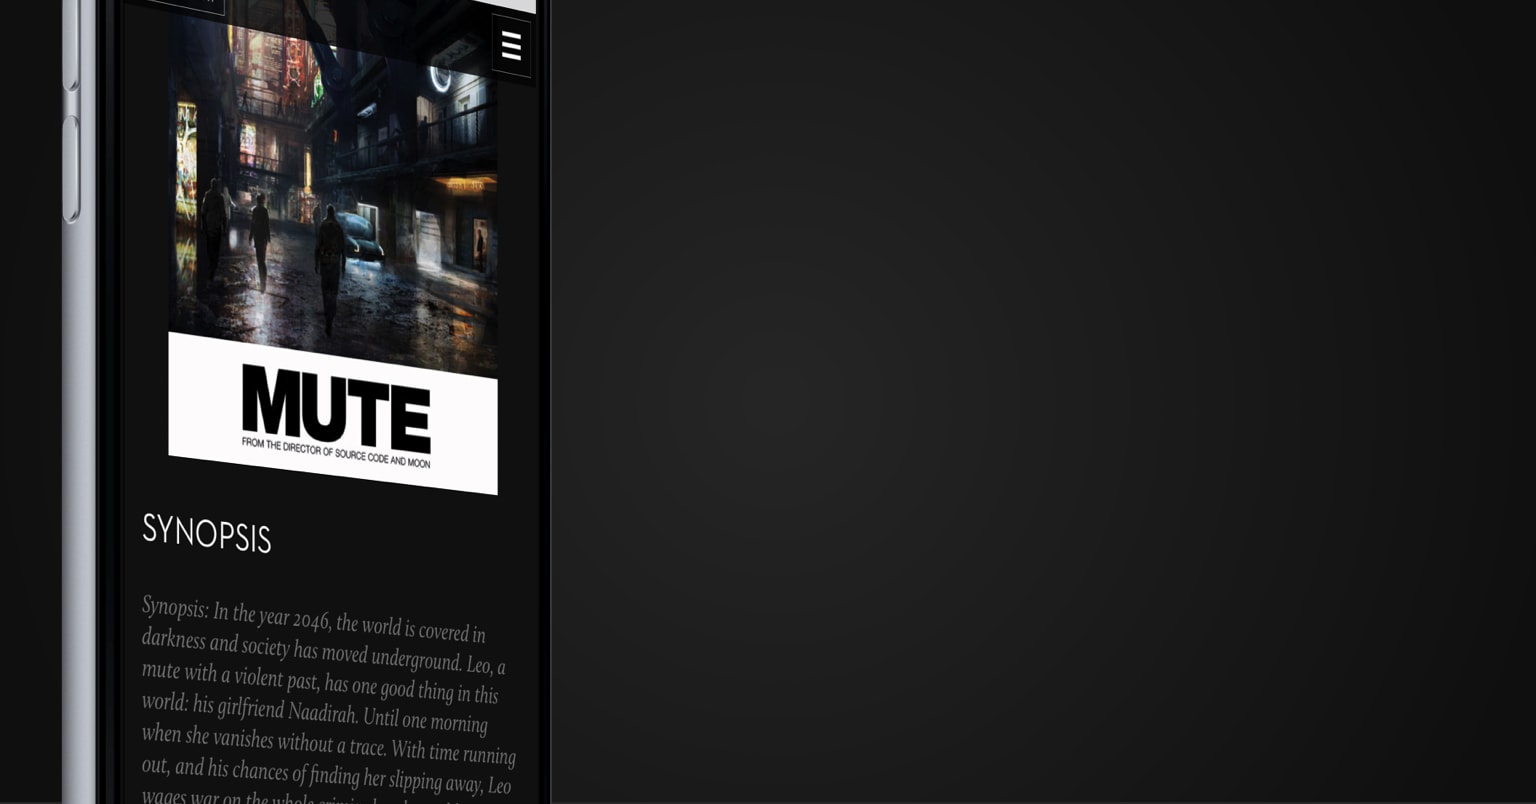 MUTE
FROM THE DIRECTOR OF SOURCE CODE AND MOON
SYNOPSIS
Synopsis: In the year 2046, the world is covered in
darkness and society has moved underground. Leo, a
mute with a violent past, has one good thing in this
world: his girlfriend Naadirah. Until one morning
when she vanishes without a trace. With time running
out, and his chances of finding her slipping away, Leo
wages war on the whole